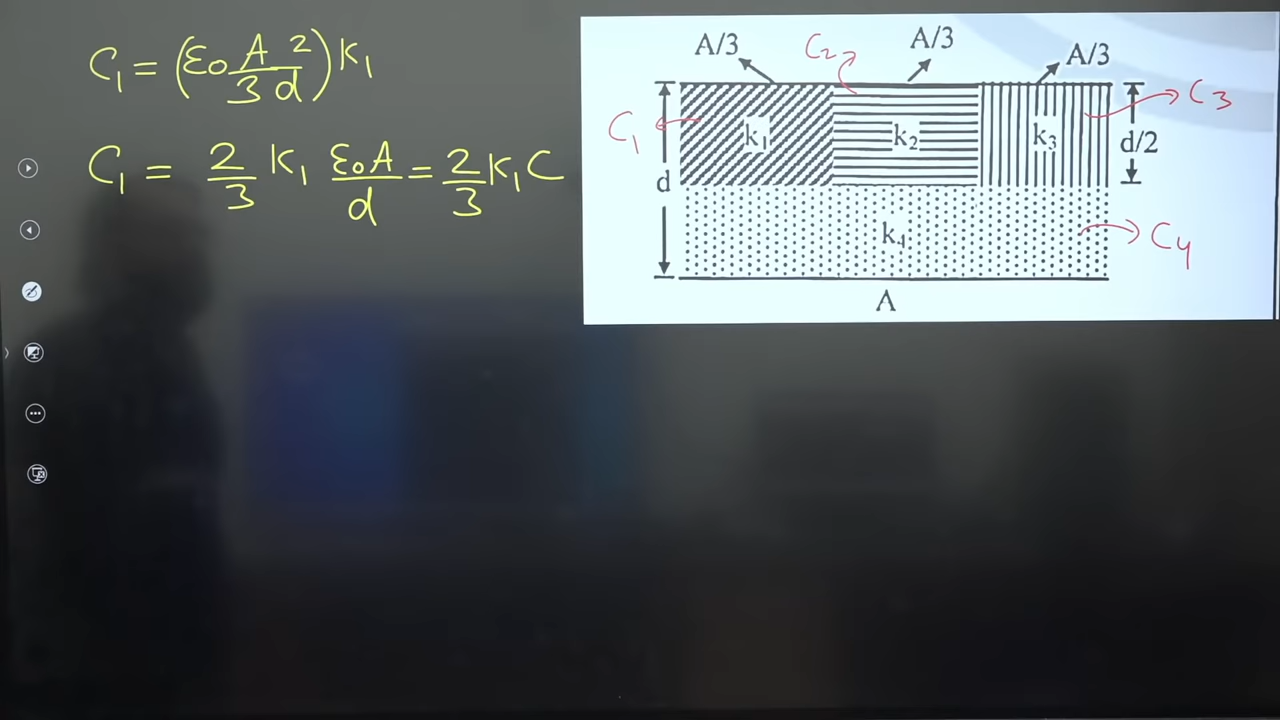 C₁ = (ε₀ A 2 / 3 d) k₁
C₁ = 2/3 k₁ ε₀A/d = 2/3 k₁ C
A/3 C₂ A/3 A/3
C₁ k₁ k₂ k₃ C₃
d d/2
k₄ C₄
A